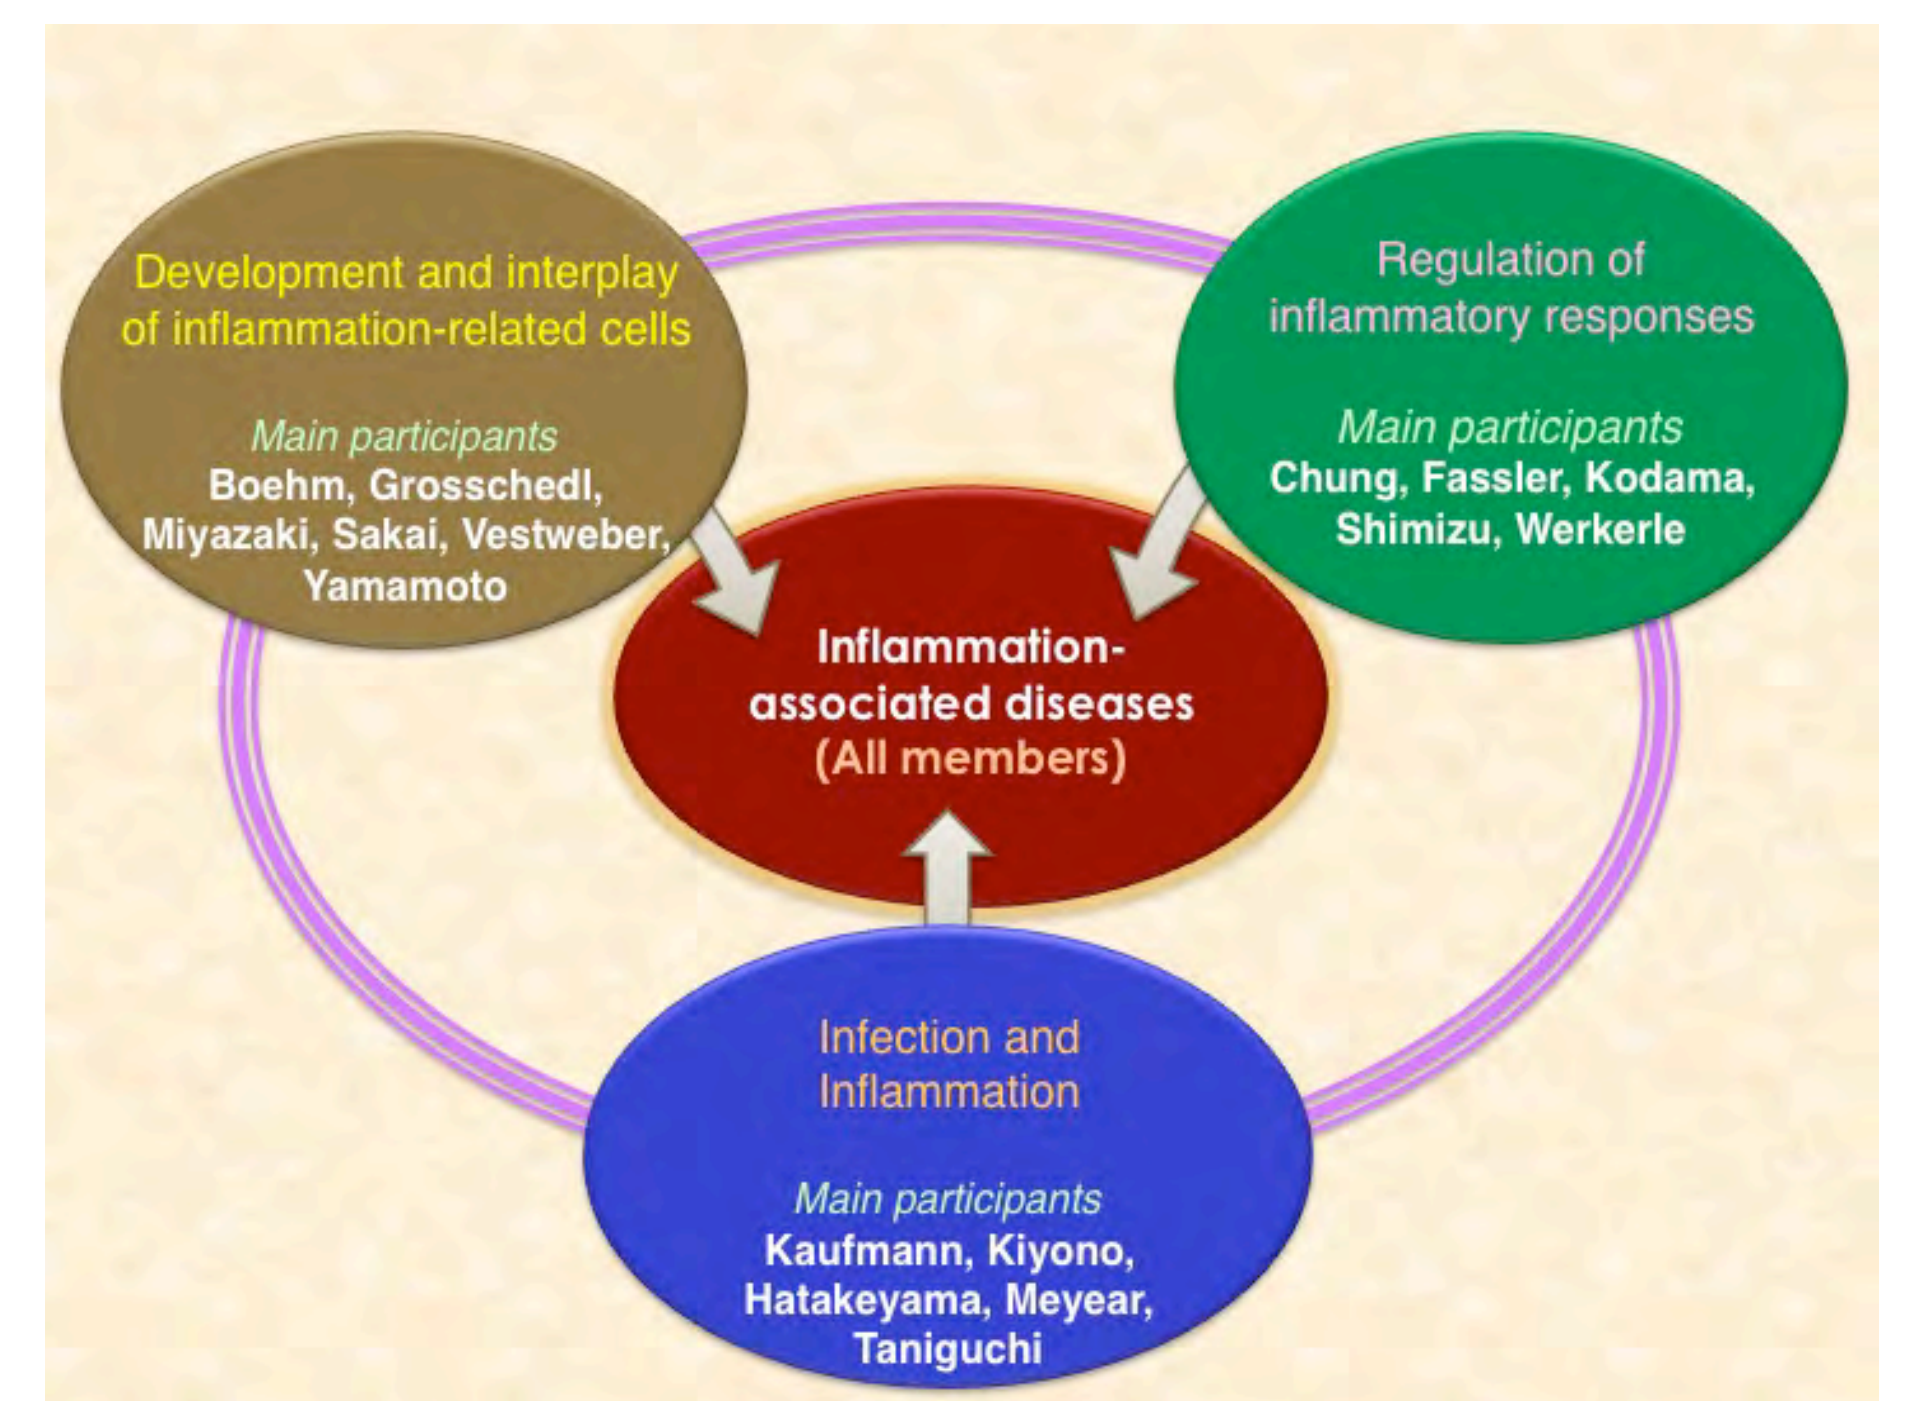 Development and interplay
of inflammation-related cells
Main participants
Boehm, Grosschedl,
Miyazaki, Sakai, Vestweber,
Yamamoto
Regulation of
inflammatory responses
Main participants
Chung, Fassler, Kodama,
Shimizu, Werkerle
Inflammation-
associated diseases
(All members)
Infection and
Inflammation
Main participants
Kaufmann, Kiyono,
Hatakeyama, Meyear,
Taniguchi